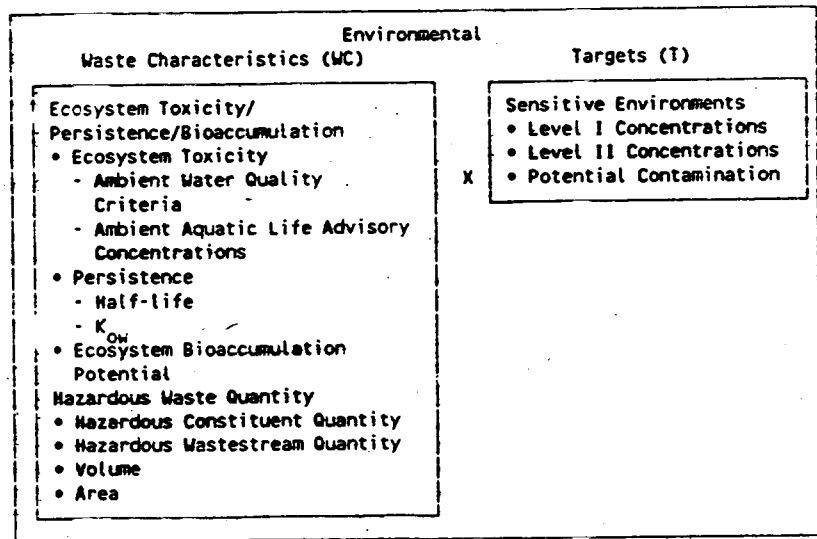 Environmental
Waste Characteristics (WC)
Targets (T)
Ecosystem Toxicity/
Persistence/Bioaccumulation
• Ecosystem Toxicity
- Ambient Water Quality
Criteria
- Ambient Aquatic Life Advisory
Concentrations
• Persistence
- Half-life
- KOW
• Ecosystem Bioaccumulation
Potential
Hazardous Waste Quantity
• Hazardous Constituent Quantity
• Hazardous Wastestream Quantity
• Volume
• Area
X
Sensitive Environments
• Level I Concentrations
• Level II Concentrations
• Potential Contamination